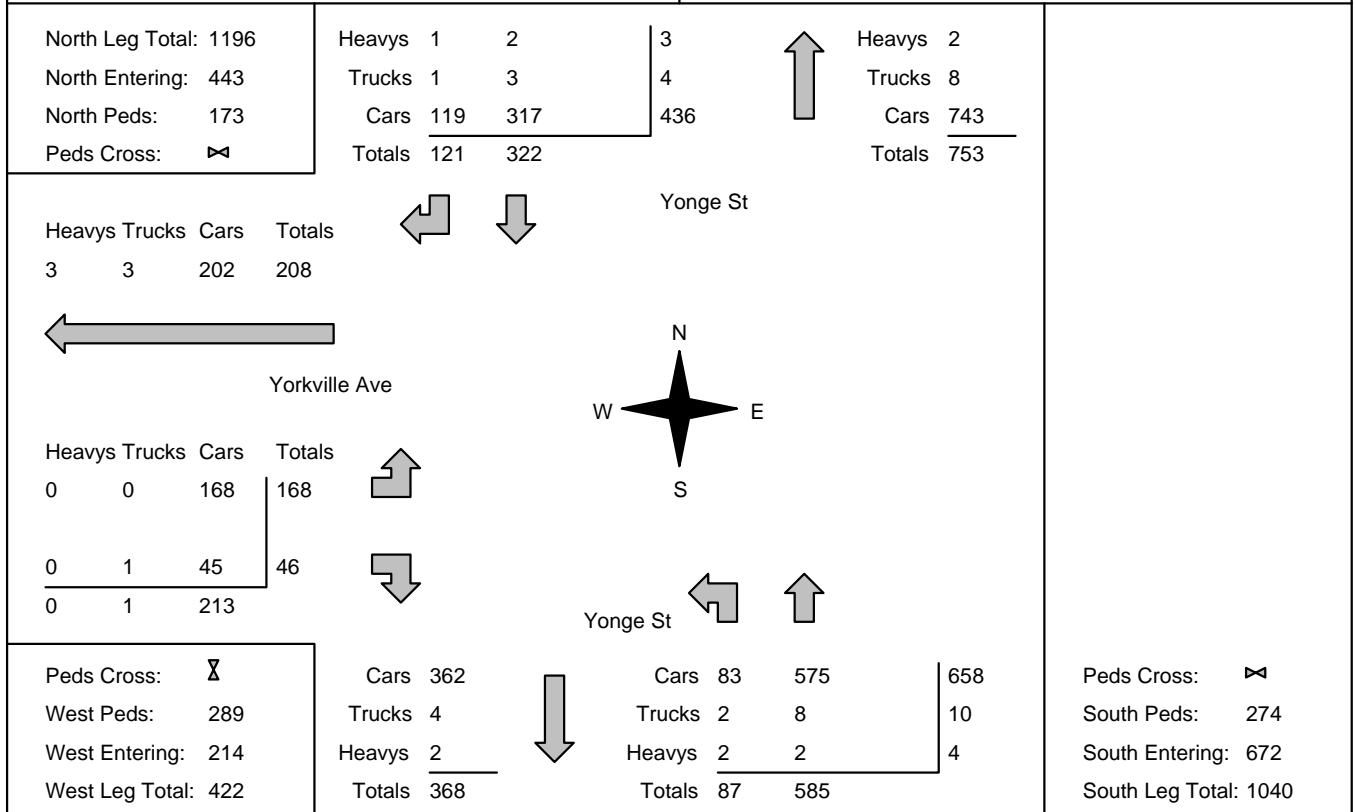 North Leg Total: 1196
North Entering: 443
North Peds: 173
Peds Cross:
Heavys 1 2 3
Trucks 1 3 4
Cars 119 317 436
Totals 121 322
Heavys 2
Trucks 8
Cars 743
Totals 753
Yonge St
Heavys Trucks Cars Totals
3 3 202 208
Yorkville Ave
N
W E
S
Heavys Trucks Cars Totals
0 0 168 168
0 1 45 46
0 1 213
Yonge St
Peds Cross:
West Peds: 289
West Entering: 214
West Leg Total: 422
Cars 362
Trucks 4
Heavys 2
Totals 368
Cars 83 575 658
Trucks 2 8 10
Heavys 2 2 4
Totals 87 585
Peds Cross:
South Peds: 274
South Entering: 672
South Leg Total: 1040